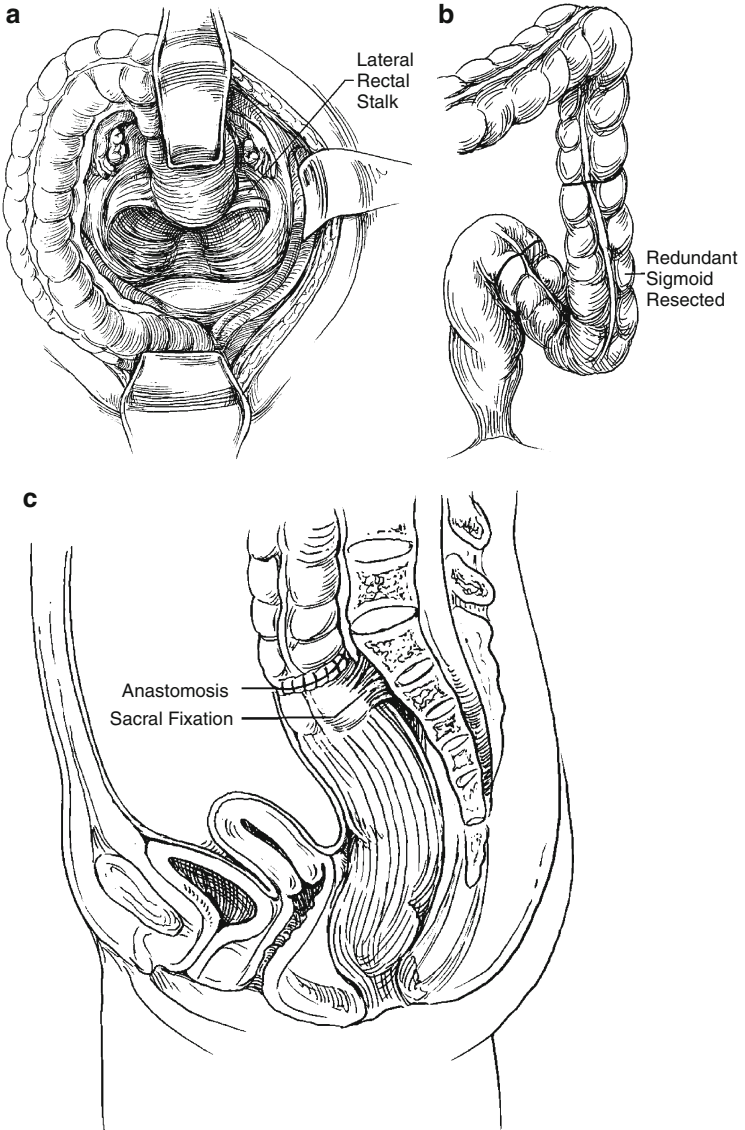 a
Lateral
Rectal
Stalk
b
Redundant
Sigmoid
Resected
c
Anastomosis
Sacral Fixation